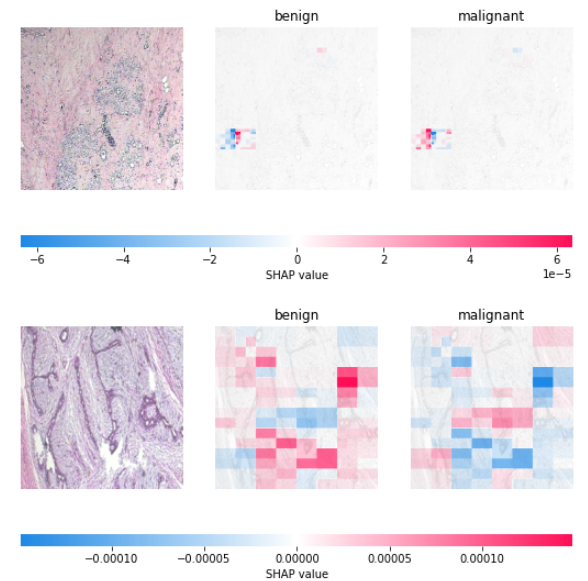 benign malignant
−6 −4 −2 0 2 4 6
SHAP value 1e−5
benign malignant
−0.00010 −0.00005 0.00000 0.00005 0.00010
SHAP value